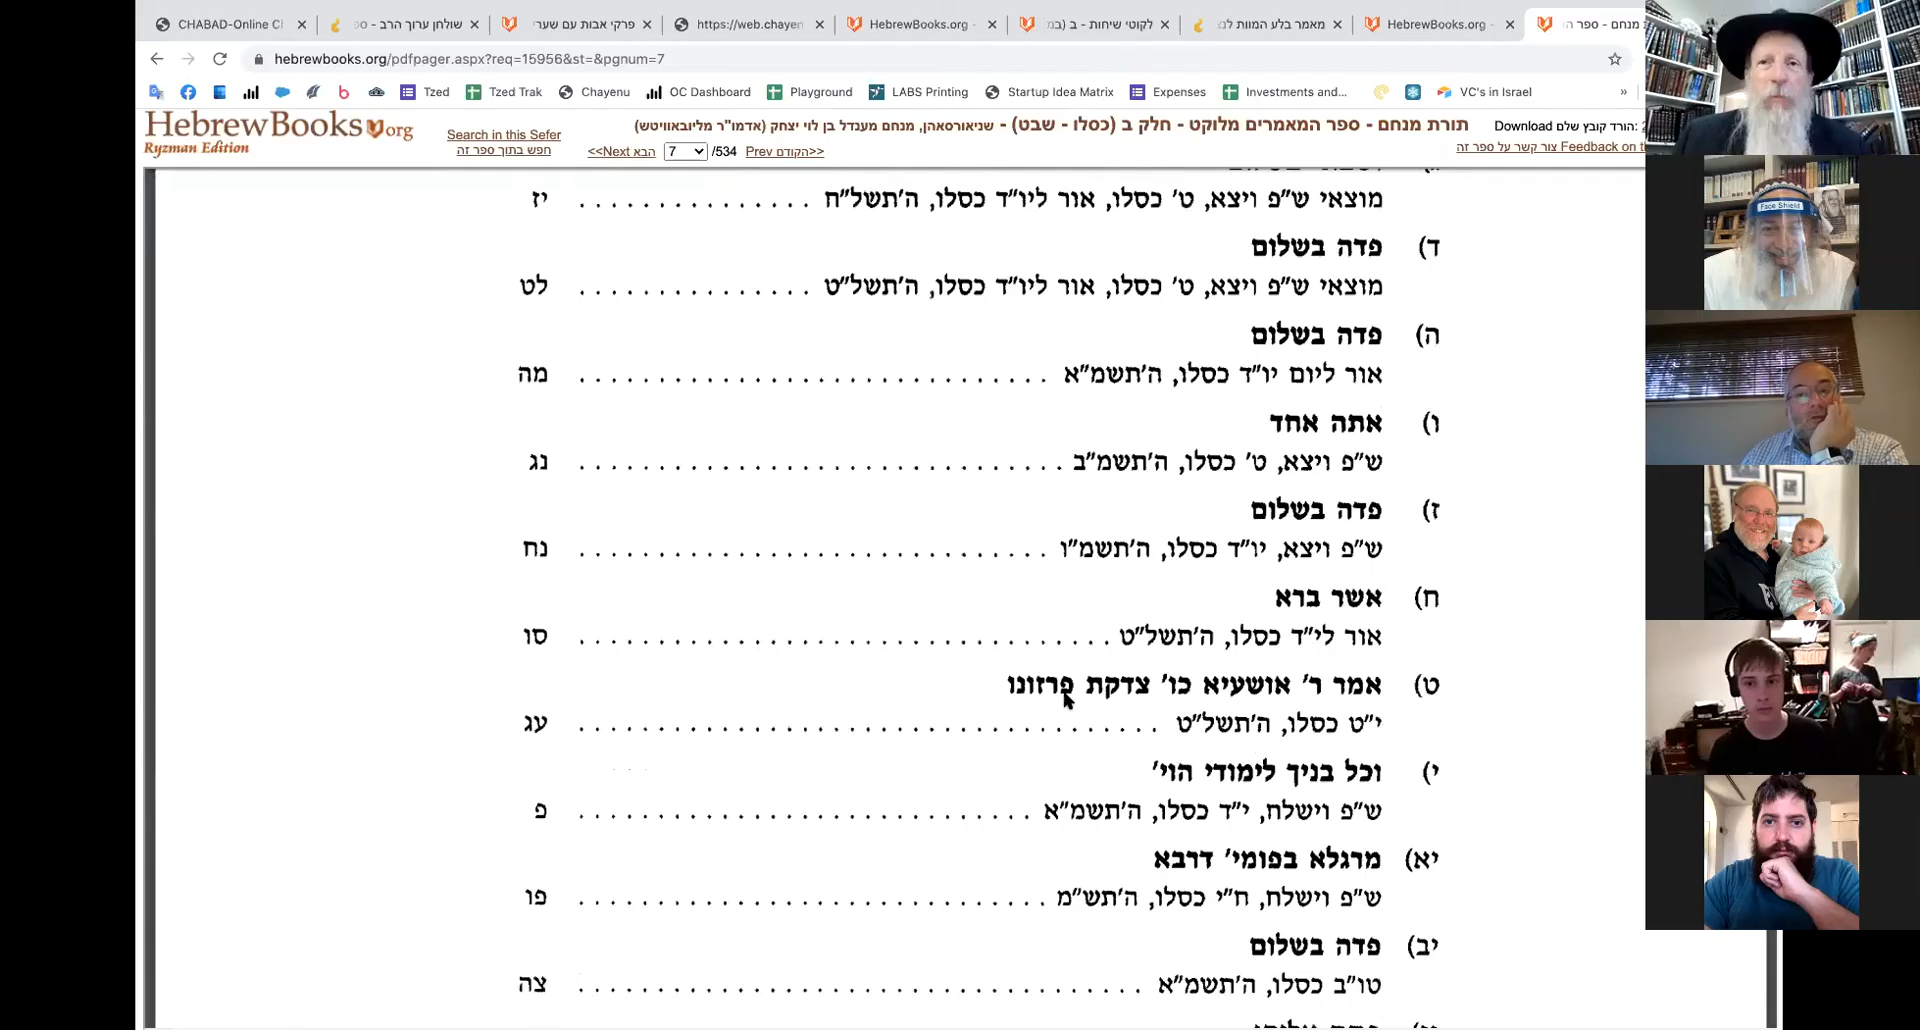 CHABAD-Online Cl
שולחן ערוך הרב - ספ
פרקי אבות עם שערי
https://web.chayen
HebrewBooks.org -
לקוטי שיחות - ב (במ
מאמר בלע המוות לנצ
HebrewBooks.org -
מנחם - ספר ה
hebrewbooks.org/pdfpager.aspx?req=15956&st=&pgnum=7
Tzed
Tzed Trak
Chayenu
OC Dashboard
Playground
LABS Printing
Startup Idea Matrix
Expenses
Investments and...
VC's in Israel
»
HebrewBooks.org
Ryzman Edition
Search in this Sefer
חפש בתוך ספר זה
תורת מנחם - ספר המאמרים מלוקט - חלק ב (כסלו - שבט) - שניאורסאהן, מנחם מענדל בן לוי יצחק (אדמו"ר מליובאוויטש)
<<Next הבא 7 /534 Prev הקודם>>
Download הורד קובץ שלם:
Feedback on t צור קשר על ספר זה
מוצאי ש"פ ויצא, ט' כסלו, אור ליו"ד כסלו, ה'תשל"ח . . . . . . . . . . . . . . . יז
ד) פדה בשלום
מוצאי ש"פ ויצא, ט' כסלו, אור ליו"ד כסלו, ה'תשל"ט . . . . . . . . . . . . . . . לט
ה) פדה בשלום
אור ליום יו"ד כסלו, ה'תשמ"א . . . . . . . . . . . . . . . . . . . . . . . . . . . . . . מה
ו) אתה אחד
ש"פ ויצא, ט' כסלו, ה'תשמ"ב . . . . . . . . . . . . . . . . . . . . . . . . . . . . . . . נג
ז) פדה בשלום
ש"פ ויצא, יו"ד כסלו, ה'תשמ"ו . . . . . . . . . . . . . . . . . . . . . . . . . . . . . . נח
ח) אשר ברא
אור לי"ד כסלו, ה'תשל"ט . . . . . . . . . . . . . . . . . . . . . . . . . . . . . . . . . . סו
ט) אמר ר' אושעיא כו' צדקת פרזונו
י"ט כסלו, ה'תשל"ט . . . . . . . . . . . . . . . . . . . . . . . . . . . . . . . . . . . . . עג
י) וכל בניך לימודי הוי'
ש"פ וישלח, י"ד כסלו, ה'תשמ"א . . . . . . . . . . . . . . . . . . . . . . . . . . . . . פ
יא) מרגלא בפומי' דרבא
ש"פ וישלח, ח"י כסלו, ה'תש"מ . . . . . . . . . . . . . . . . . . . . . . . . . . . . . . פו
יב) פדה בשלום
טו"ב כסלו, ה'תשמ"א . . . . . . . . . . . . . . . . . . . . . . . . . . . . . . . . . . . . צה
Face Shield